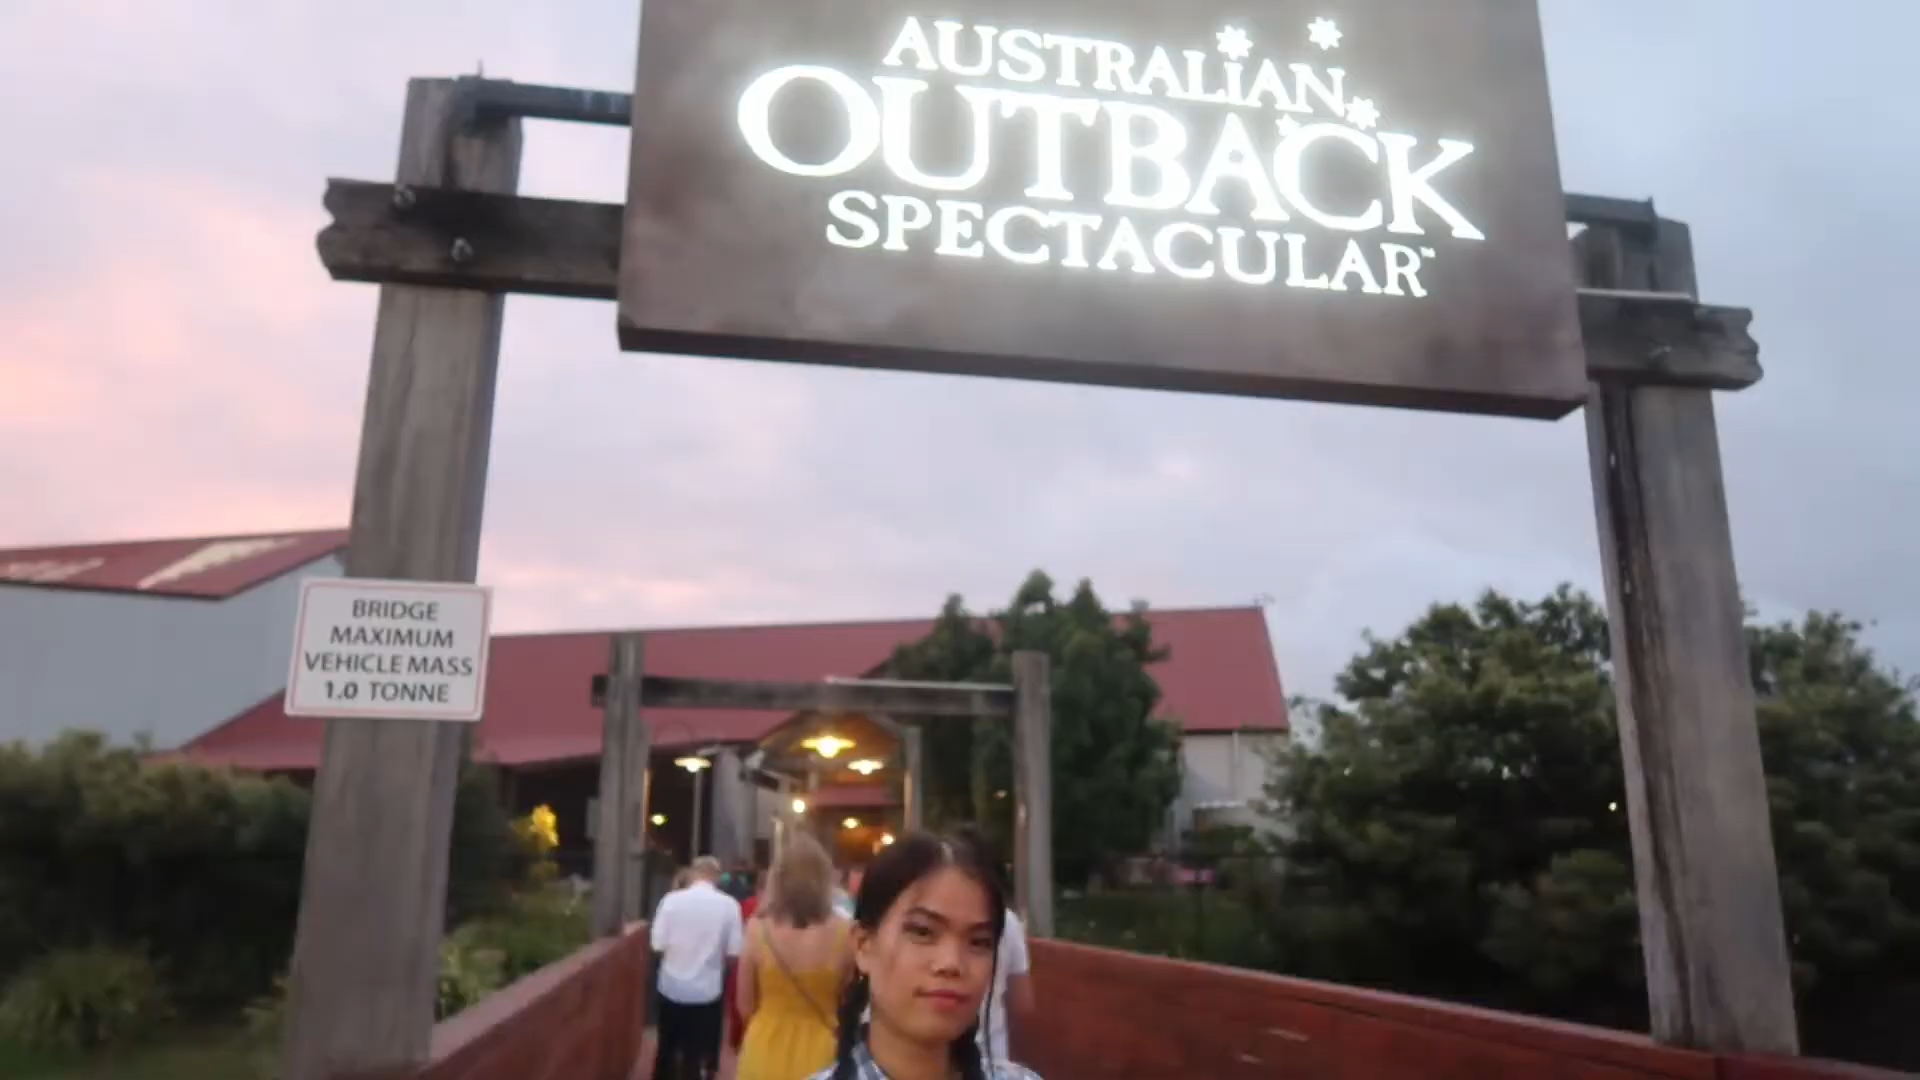 AUSTRALIAN
OUTBACK
SPECTACULAR™
BRIDGE
MAXIMUM
VEHICLE MASS
1.0 TONNE